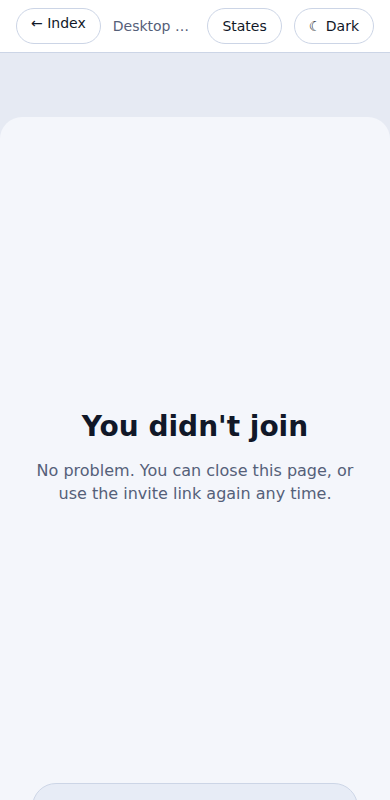 ← Index
Desktop ...
States
☾ Dark
You didn't join
No problem. You can close this page, or
use the invite link again any time.